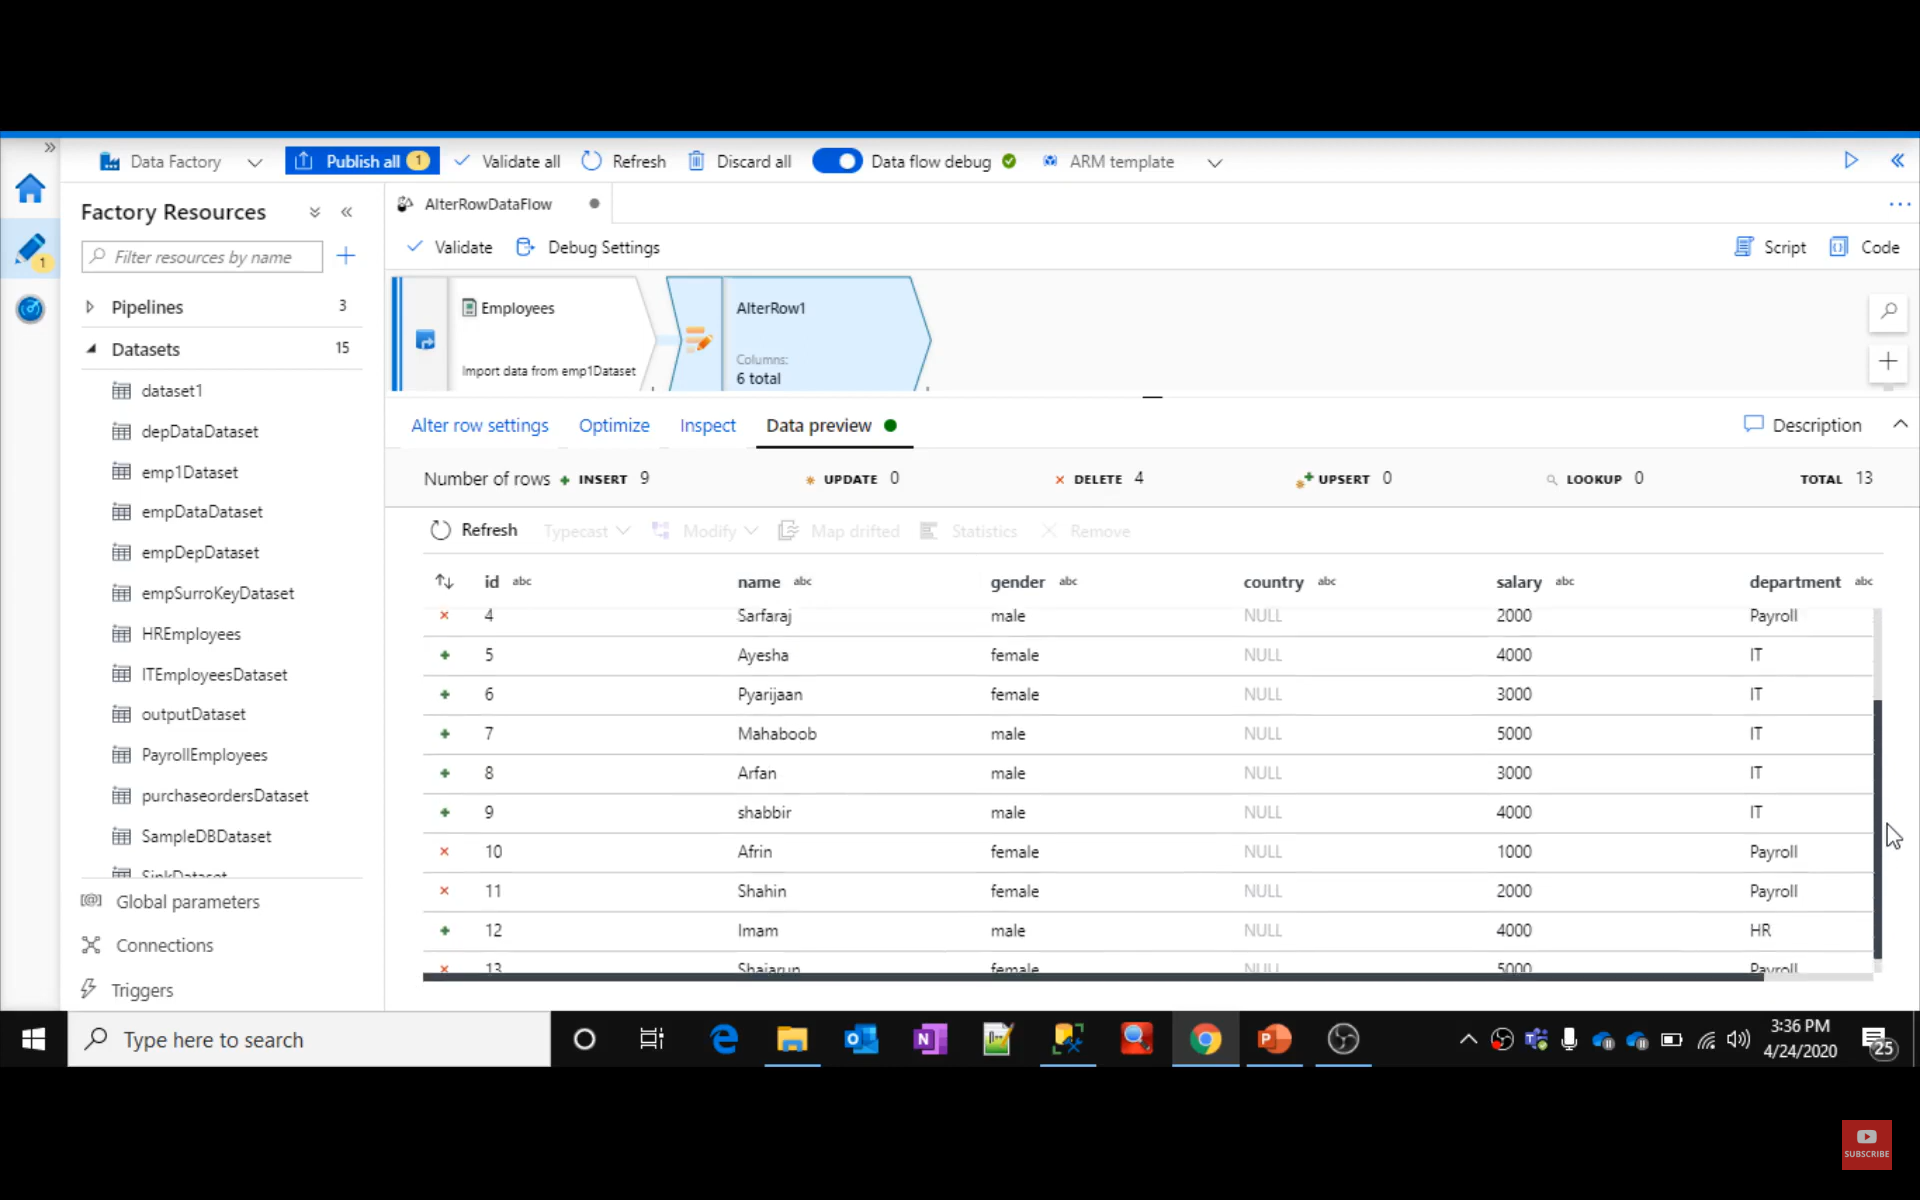 Data Factory Publish all 1 Validate all Refresh Discard all Data flow debug ARM template
Factory Resources
Filter resources by name
1
Pipelines 3
Datasets 15
dataset1
depDataDataset
emp1Dataset
empDataDataset
empDepDataset
empSurroKeyDataset
HREmployees
ITEmployeesDataset
outputDataset
PayrollEmployees
purchaseordersDataset
SampleDBDataset
SinkDataset
Global parameters
Connections
Triggers
AlterRowDataFlow
Validate Debug Settings Script Code
Employees
Import data from emp1Dataset
AlterRow1
Columns:
6 total
Alter row settings Optimize Inspect Data preview Description
Number of rows INSERT 9 UPDATE 0 DELETE 4 UPSERT 0 LOOKUP 0 TOTAL 13
Refresh Typecast Modify Map drifted Statistics Remove
id abc name abc gender abc country abc salary abc department abc
4 Sarfaraj male NULL 2000 Payroll
5 Ayesha female NULL 4000 IT
6 Pyarijaan female NULL 3000 IT
7 Mahaboob male NULL 5000 IT
8 Arfan male NULL 3000 IT
9 shabbir male NULL 4000 IT
10 Afrin female NULL 1000 Payroll
11 Shahin female NULL 2000 Payroll
12 Imam male NULL 4000 HR
13 Shajarun female NULL 5000 Payroll
Type here to search
3:36 PM
4/24/2020
25
SUBSCRIBE